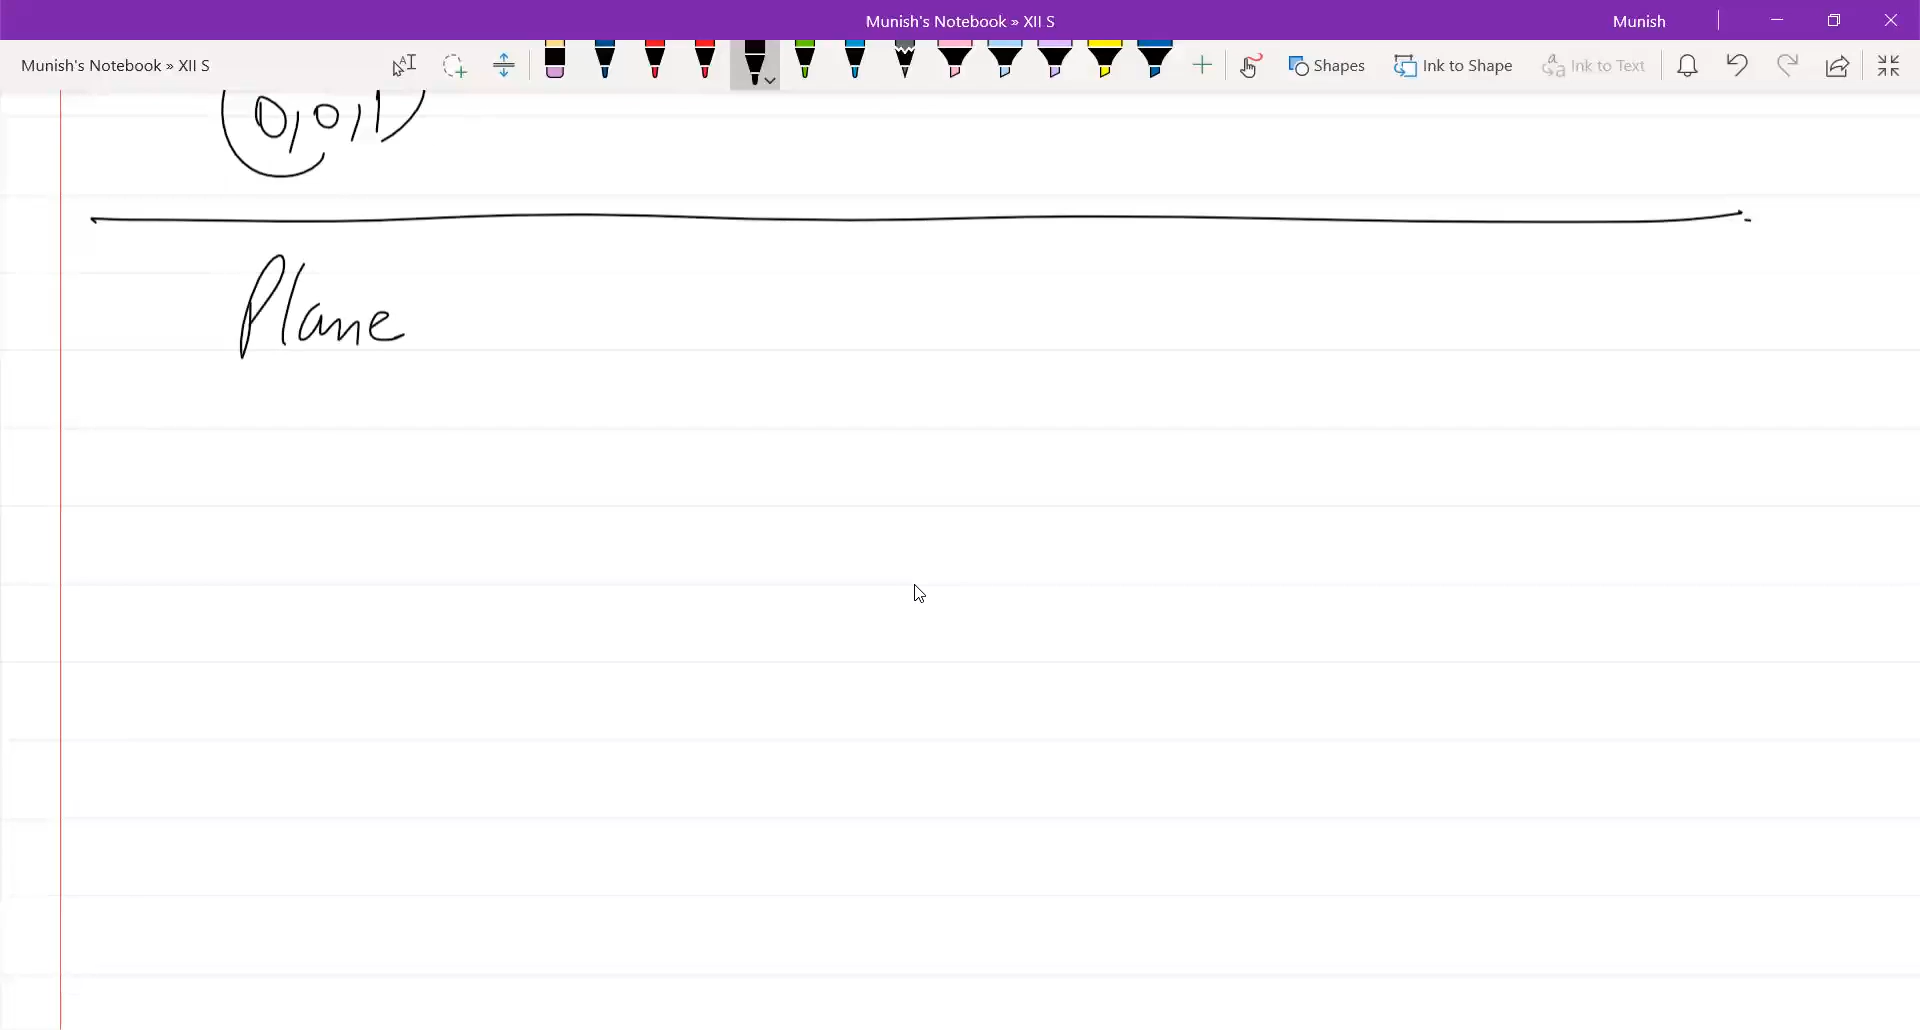 Munish's Notebook » XII S
Munish
Munish's Notebook » XII S
Shapes
Ink to Shape
Ink to Text
0,0,1)
Plane